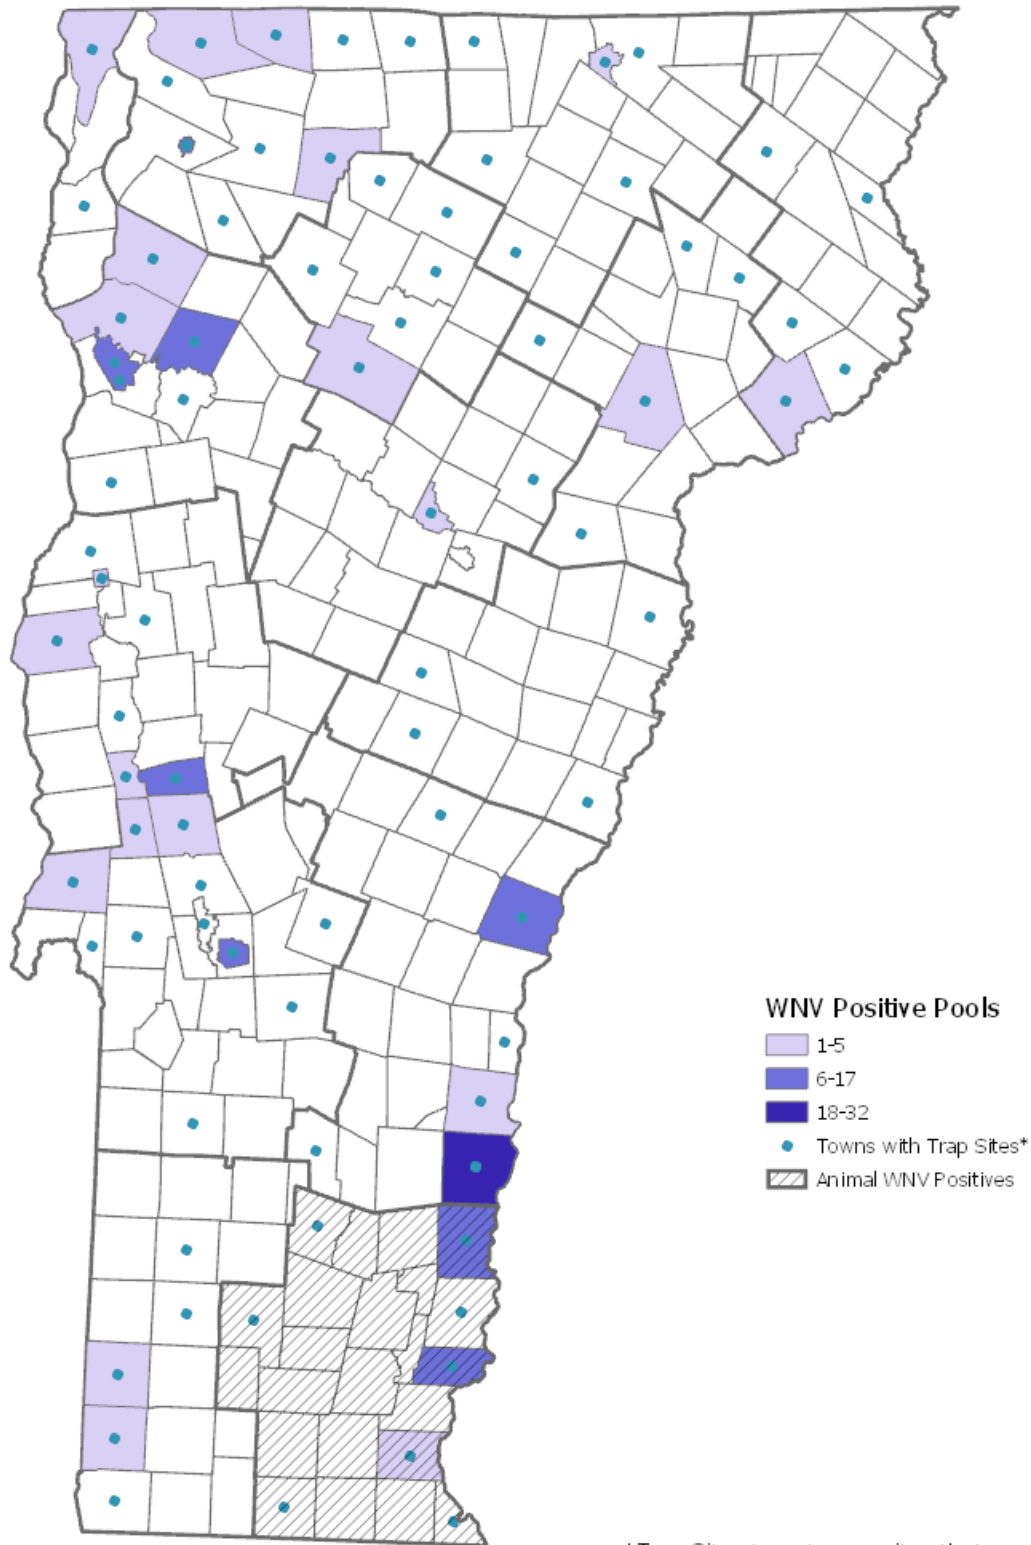 WNV Positive Pools
1-5
6-17
18-32
Towns with Trap Sites*
Animal WNV Positives